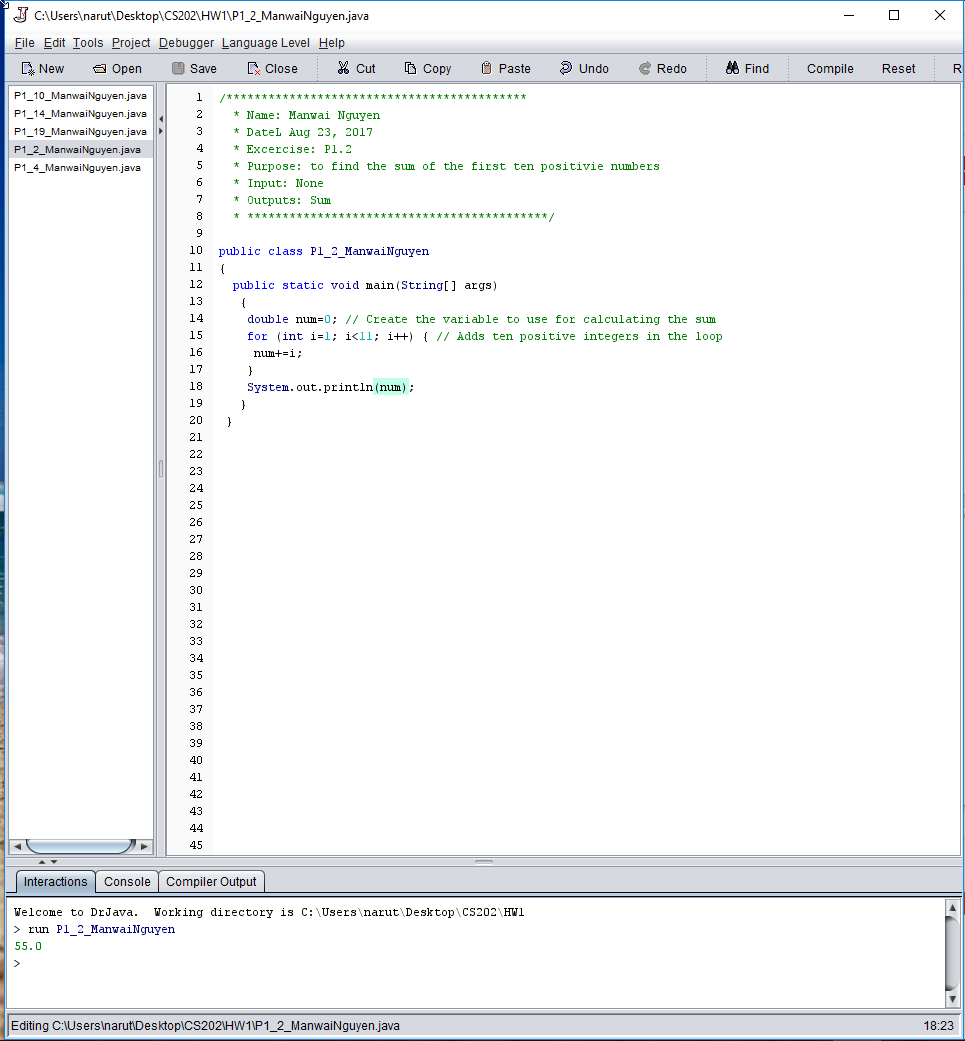 C:\Users\narut\Desktop\CS202\HW1\P1_2_ManwaiNguyen.java
File Edit Tools Project Debugger Language Level Help
New Open Save Close Cut Copy Paste Undo Redo Find Compile Reset R
P1_10_ManwaiNguyen.java
P1_14_ManwaiNguyen.java
P1_19_ManwaiNguyen.java
P1_2_ManwaiNguyen.java
P1_4_ManwaiNguyen.java
1 /*******************************************
2 * Name: Manwai Nguyen
3 * DateL Aug 23, 2017
4 * Excercise: P1.2
5 * Purpose: to find the sum of the first ten positivie numbers
6 * Input: None
7 * Outputs: Sum
8 * *******************************************/
9
10 public class P1_2_ManwaiNguyen
11 {
12 public static void main(String[] args)
13 {
14 double num=0; // Create the variable to use for calculating the sum
15 for (int i=1; i<11; i++) { // Adds ten positive integers in the loop
16 num+=i;
17 }
18 System.out.println(num);
19 }
20 }
21
22
23
24
25
26
27
28
29
30
31
32
33
34
35
36
37
38
39
40
41
42
43
44
45
Interactions Console Compiler Output
Welcome to DrJava. Working directory is C:\Users\narut\Desktop\CS202\HW1
> run P1_2_ManwaiNguyen
55.0
>
Editing C:\Users\narut\Desktop\CS202\HW1\P1_2_ManwaiNguyen.java 18:23